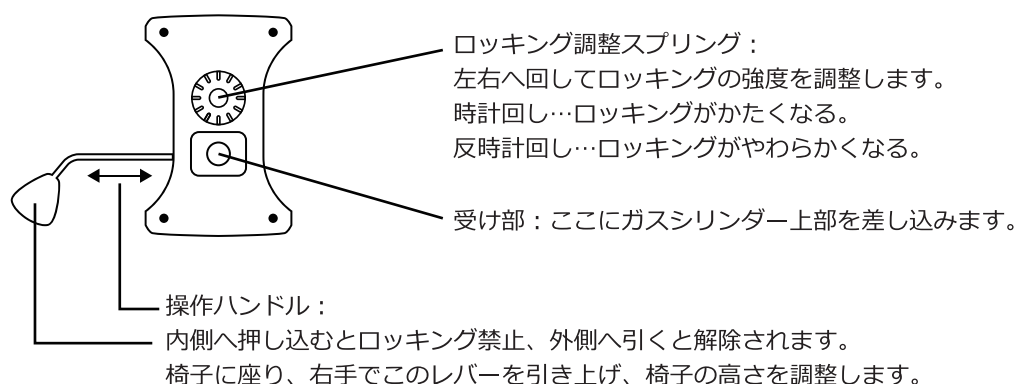 ロッキング調整スプリング：
左右へ回してロッキングの強度を調整します。
時計回し…ロッキングがかたくなる。
反時計回し…ロッキングがやわらかくなる。
受け部：ここにガスシリンダー上部を差し込みます。
操作ハンドル：
内側へ押し込むとロッキング禁止、外側へ引くと解除されます。
椅子に座り、右手でこのレバーを引き上げ、椅子の高さを調整します。